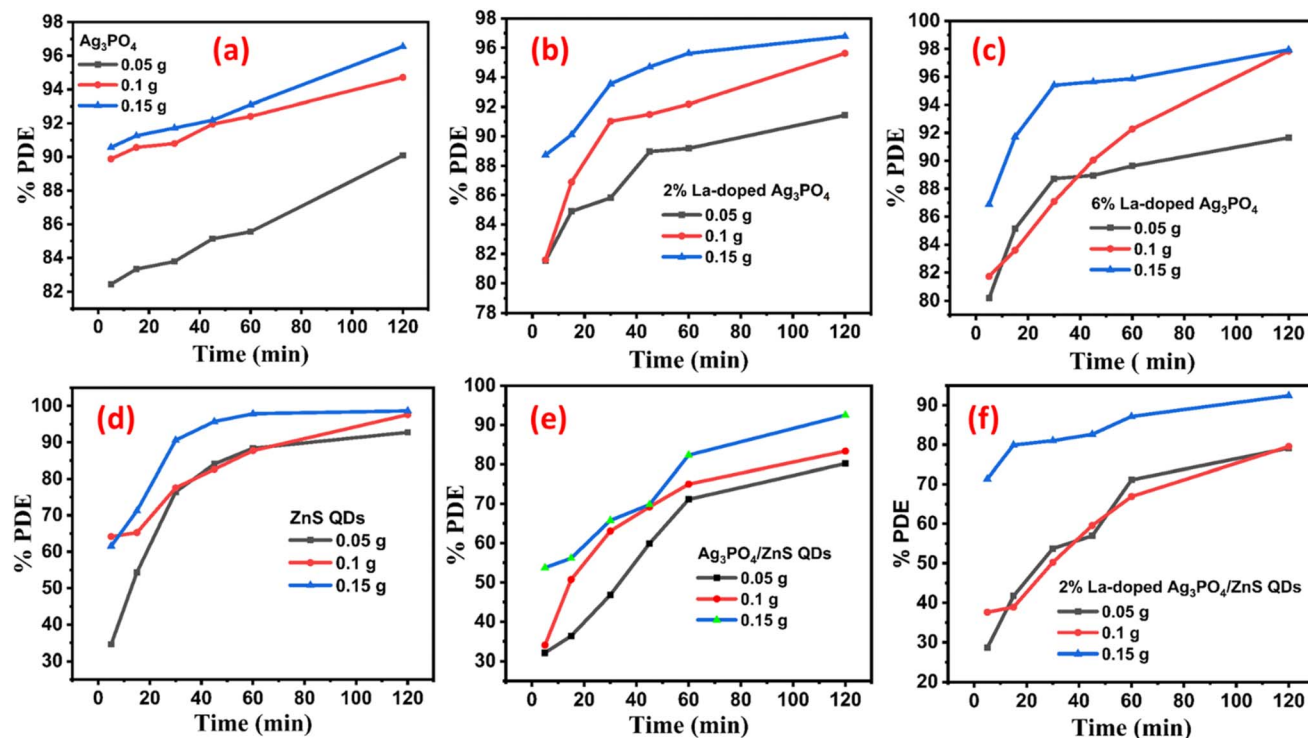 (a)
Ag₃PO₄
0.05 g
0.1 g
0.15 g
98
96
94
92
90
88
86
84
82
% PDE
0 20 40 60 80 100 120
Time (min)
(b)
98
96
94
92
90
88
86
84
82
80
78
% PDE
2% La-doped Ag₃PO₄
0.05 g
0.1 g
0.15 g
0 20 40 60 80 100 120
Time (min)
(c)
100
98
96
94
92
90
88
86
84
82
80
% PDE
6% La-doped Ag₃PO₄
0.05 g
0.1 g
0.15 g
0 20 40 60 80 100 120
Time ( min)
(d)
100
90
80
70
60
50
40
30
% PDE
ZnS QDs
0.05 g
0.1 g
0.15 g
0 20 40 60 80 100 120
Time (min)
(e)
100
90
80
70
60
50
40
30
% PDE
Ag₃PO₄/ZnS QDs
0.05 g
0.1 g
0.15 g
0 20 40 60 80 100 120
Time (min)
(f)
90
80
70
60
50
40
30
20
% PDE
2% La-doped Ag₃PO₄/ZnS QDs
0.05 g
0.1 g
0.15 g
0 20 40 60 80 100 120
Time (min)